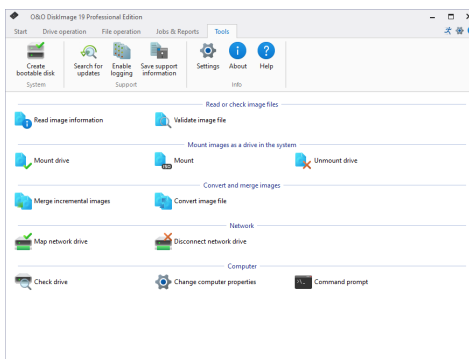 O&O DiskImage 19 Professional Edition
Start Drive operation File operation Jobs & Reports Tools
Create bootable disk
Search for updates
Enable logging
Save support information
Settings
About
Help
System
Support
Info
Read or check image files
Read image information
Validate image file
Mount images as a drive in the system
Mount drive
ISO
Mount
Unmount drive
Convert and merge images
Merge incremental images
Convert image file
Network
Map network drive
Disconnect network drive
Computer
Check drive
Change computer properties
Command prompt